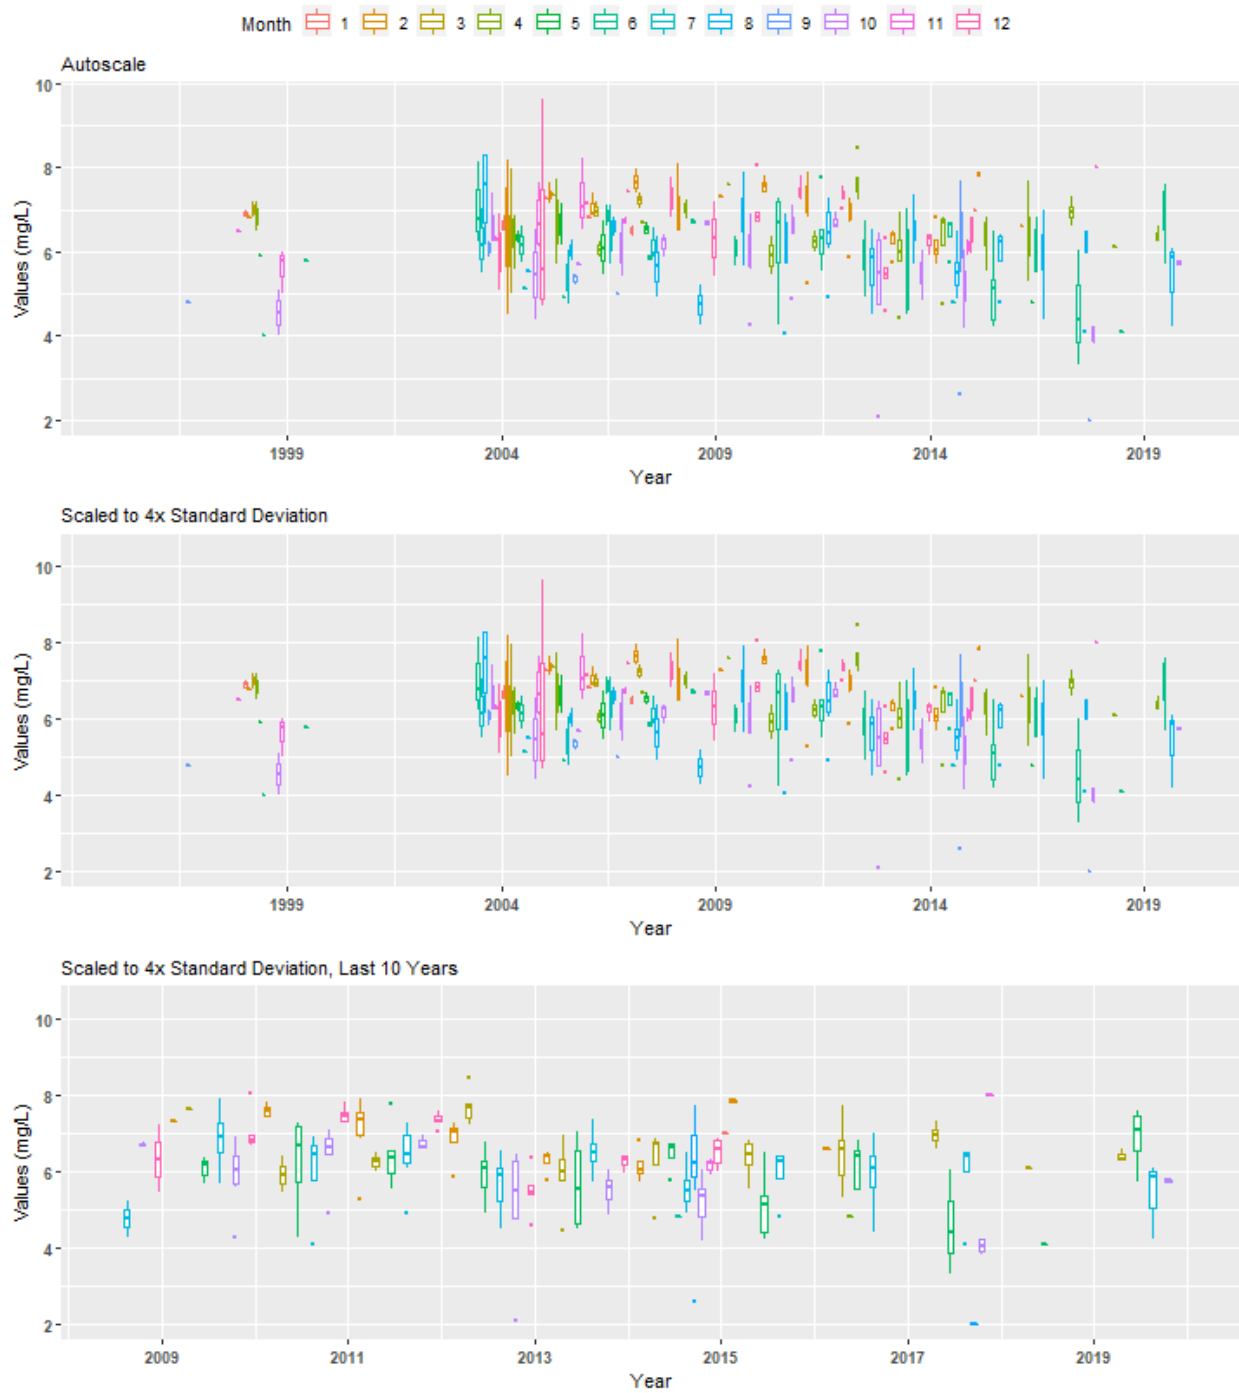 Month 1 2 3 4 5 6 7 8 9 10 11 12
Autoscale
10
8
6
4
2
Values (mg/L)
1999 2004 2009 2014 2019
Year
Scaled to 4x Standard Deviation
10
8
6
4
2
Values (mg/L)
1999 2004 2009 2014 2019
Year
Scaled to 4x Standard Deviation, Last 10 Years
10
8
6
4
2
Values (mg/L)
2009 2011 2013 2015 2017 2019
Year